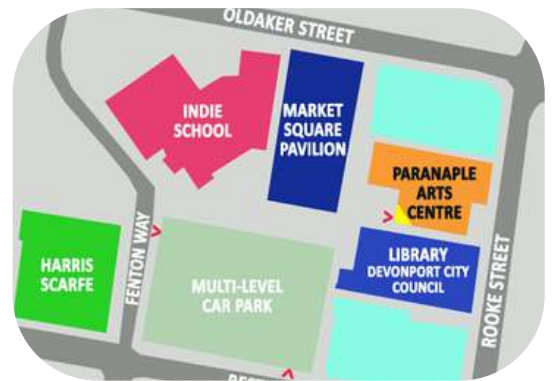 OLDAKER STREET
INDIE
SCHOOL
MARKET
SQUARE
PAVILION
PARANAPLE
ARTS
CENTRE
HARRIS
SCARFE
FENTON WAY
MULTI-LEVEL
CAR PARK
LIBRARY
DEVONPORT CITY
COUNCIL
ROOKE STREET